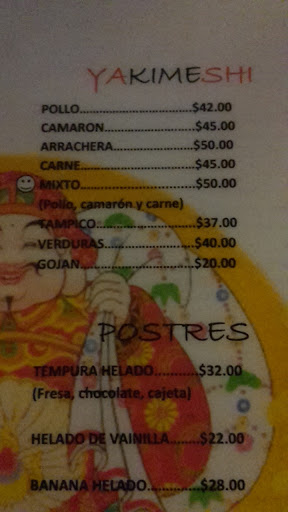 YAKIMESHI
POLLO............................$42.00
CAMARON.......................$45.00
ARRACHERA....................$50.00
CARNE...........................$45.00
MIXTO............................$50.00
(Pollo, camarón y carne)
TAMPICO.........................$37.00
VERDURAS.......................$40.00
GOJAN............................$20.00
POSTRES
TEMPURA HELADO...........$32.00
(Fresa, chocolate, cajeta)
HELADO DE VAINILLA........$22.00
BANANA HELADO..............$28.00